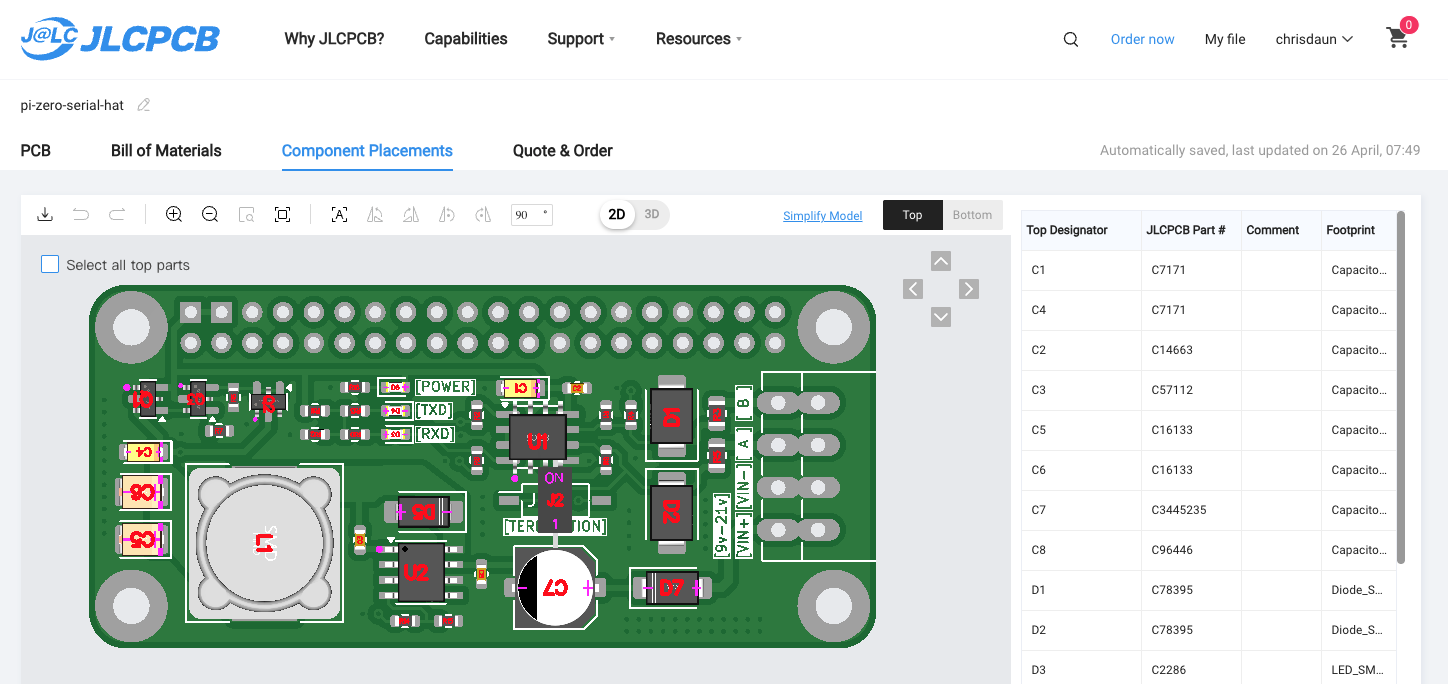 J@LC JLCPCB
Why JLCPCB? Capabilities Support Resources Order now My file chrisdaun 0
pi-zero-serial-hat
PCB Bill of Materials Component Placements Quote & Order Automatically saved, last updated on 26 April, 07:49
[A] 90 ° 2D 3D Simplify Model Top Bottom
Select all top parts
Top Designator JLCPCB Part # Comment Footprint
C1 C7171 Capacito...
C4 C7171 Capacito...
C2 C14663 Capacito...
C3 C57112 Capacito...
C5 C16133 Capacito...
C6 C16133 Capacito...
C7 C3445235 Capacito...
C8 C96446 Capacito...
D1 C78395 Diode_S...
D2 C78395 Diode_S...
D3 C2286 LED_SM...
[POWER]
[TXD]
[RXD]
C1
U1
D1
[ B ]
[ A ]
C4
C6
C5
L1
D5
U2
ON
J2
1
D2
[9v-21v]
[VIN+][VIN-]
C7
D7